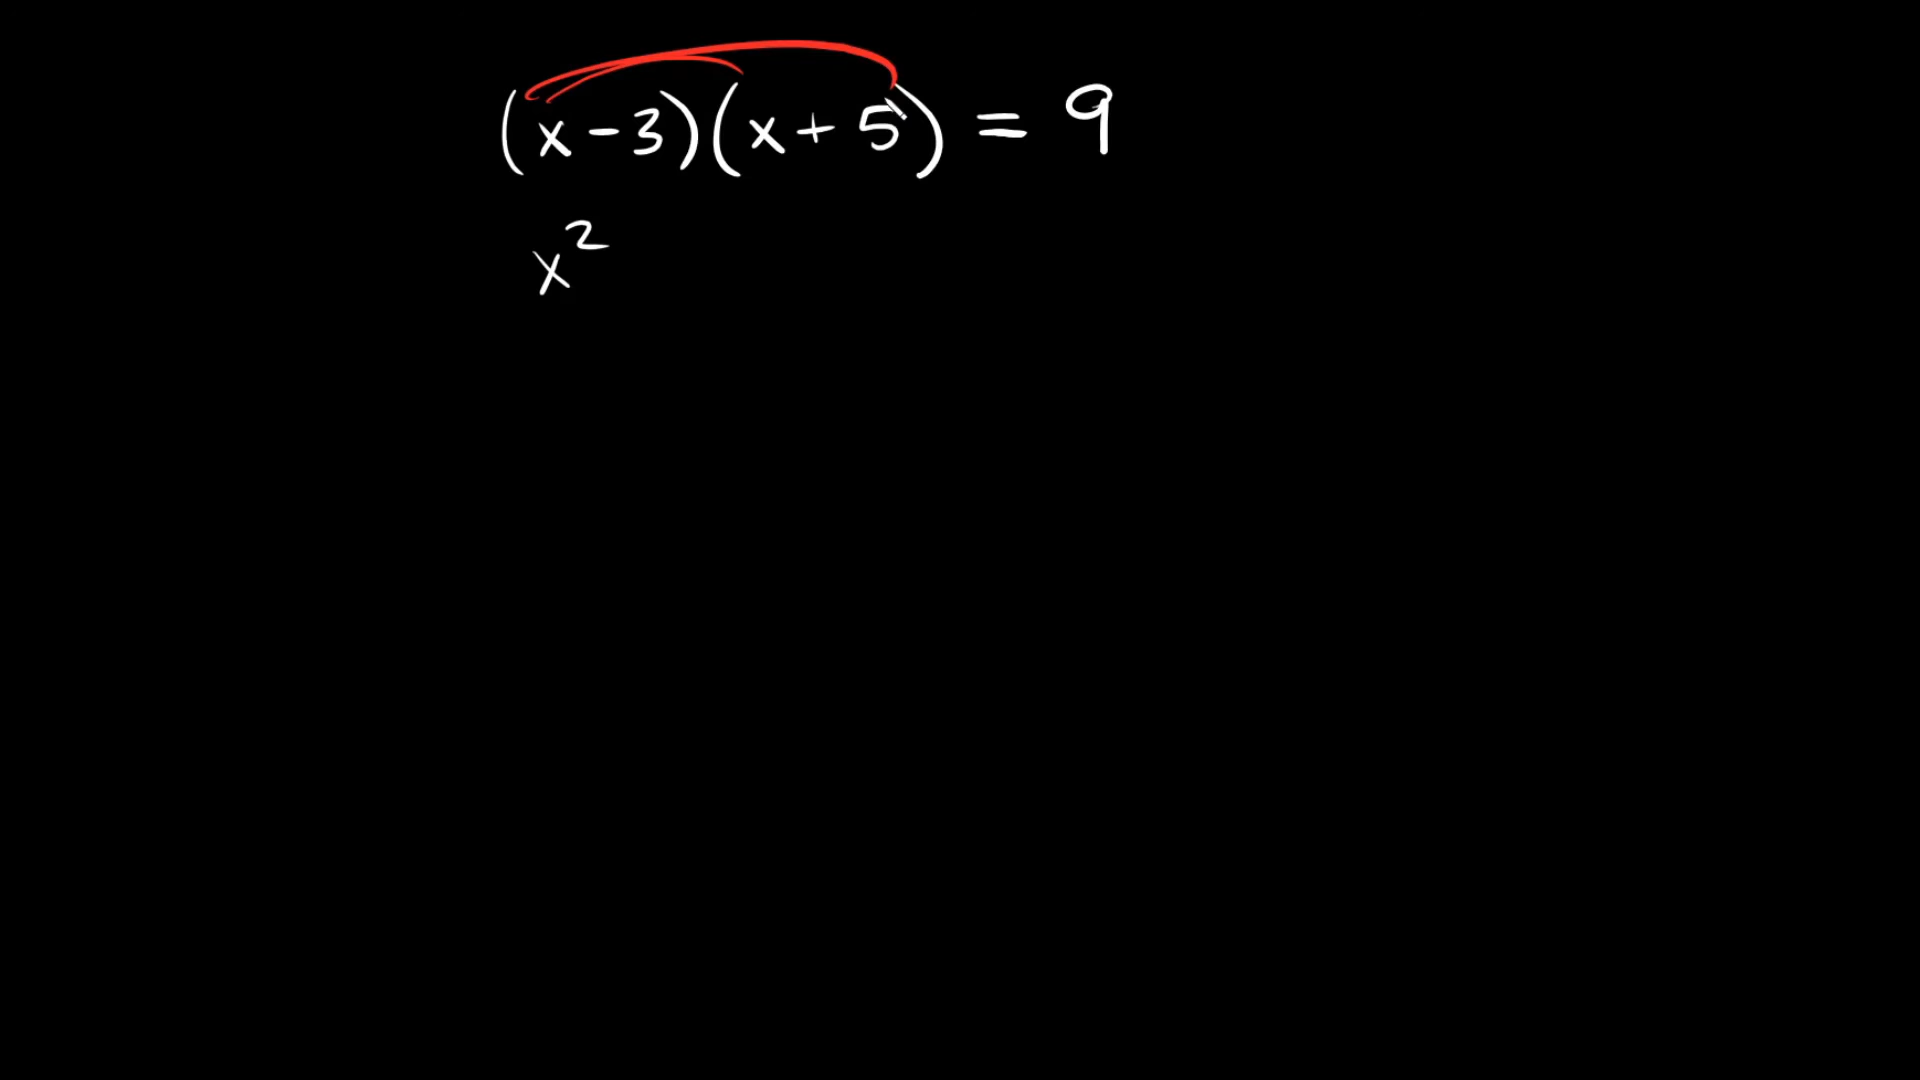 (x-3)(x+5) = 9
x²